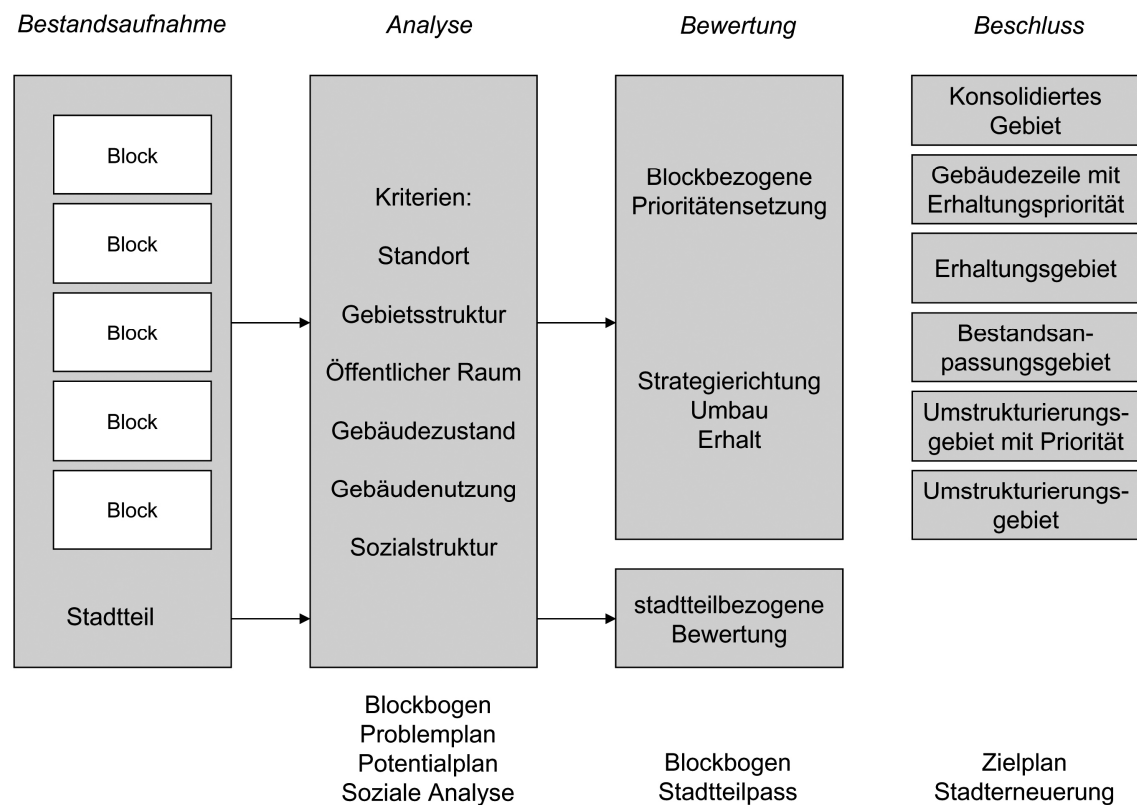 Bestandsaufnahme
Analyse
Bewertung
Beschluss
Block
Block
Block
Block
Block
Stadtteil
Kriterien:
Standort
Gebietsstruktur
Öffentlicher Raum
Gebäudezustand
Gebäudenutzung
Sozialstruktur
Blockbogen
Problemplan
Potentialplan
Soziale Analyse
Blockbezogene
Prioritätensetzung
Strategierichtung
Umbau
Erhalt
stadtteilbezogene
Bewertung
Blockbogen
Stadtteilpass
Konsolidiertes
Gebiet
Gebäudezeile mit
Erhaltungspriorität
Erhaltungsgebiet
Bestandsan-
passungsgebiet
Umstrukturierungs-
gebiet mit Priorität
Umstrukturierungs-
gebiet
Zielplan
Stadterneuerung